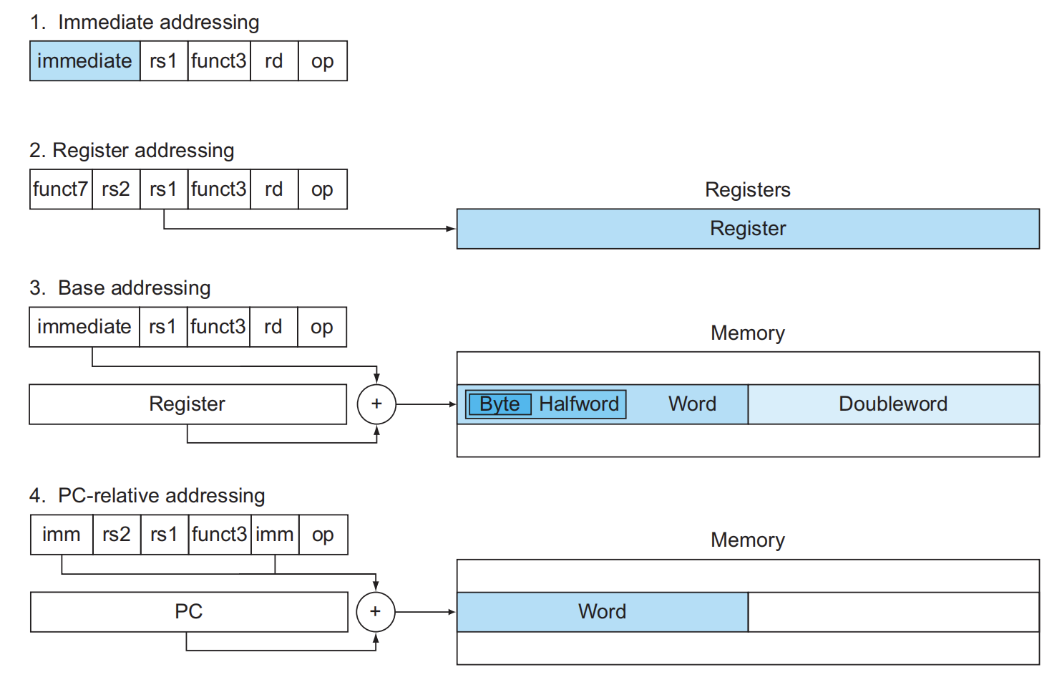 1. Immediate addressing
immediate rs1 funct3 rd op
2. Register addressing
funct7 rs2 rs1 funct3 rd op
Registers
Register
3. Base addressing
immediate rs1 funct3 rd op
Memory
Register + Byte Halfword Word Doubleword
4. PC-relative addressing
imm rs2 rs1 funct3 imm op
Memory
PC + Word